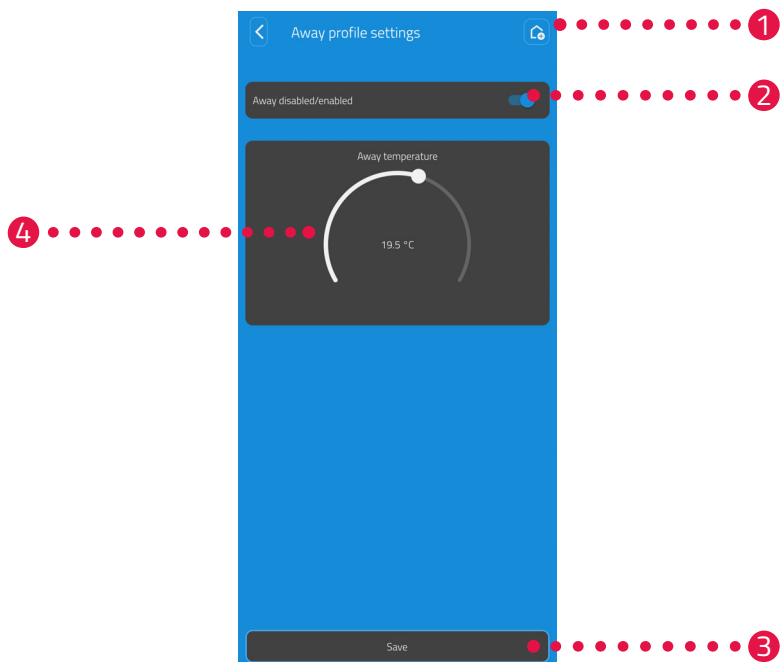 Away profile settings
1
Away disabled/enabled
2
Away temperature
4
19.5 °C
Save
3